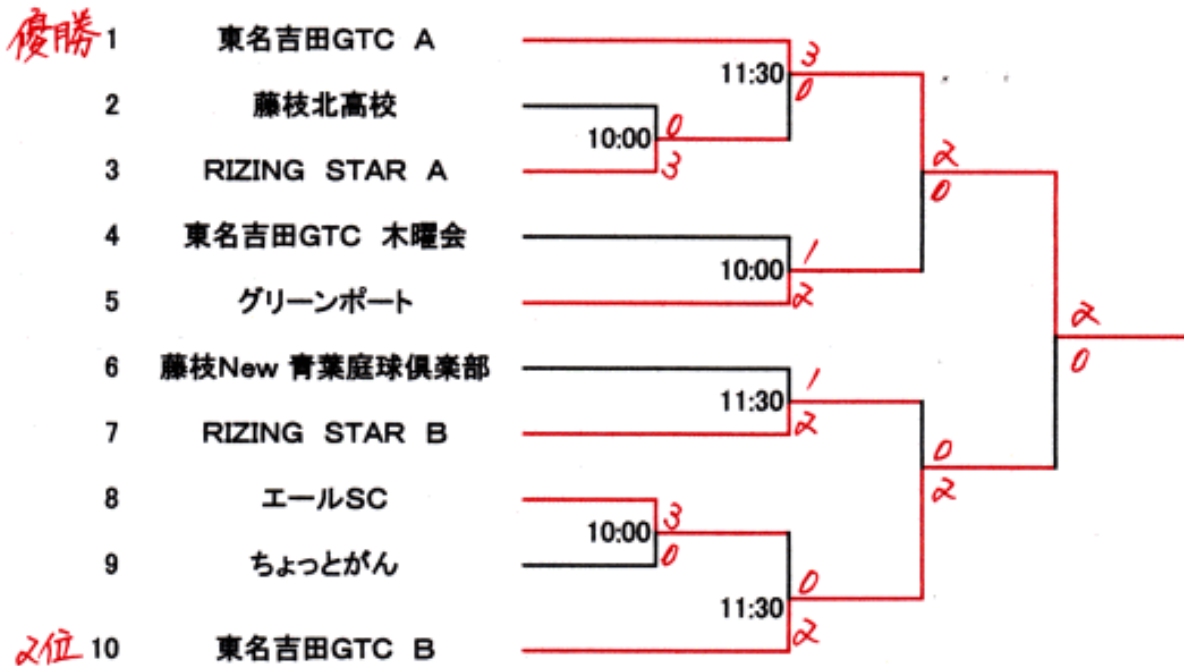 優勝 1 東名吉田GTC A
3
11:30
0
2 藤枝北高校
10:00 0
3 RIZING STAR A
3
2
0
4 東名吉田GTC 木曜会
1
10:00
2
5 グリーンポート
2
0
6 藤枝New 青葉庭球倶楽部
1
11:30
2
7 RIZING STAR B
0
2
8 エールSC
3
10:00
0
9 ちょっとがん
0
11:30
2
2位 10 東名吉田GTC B